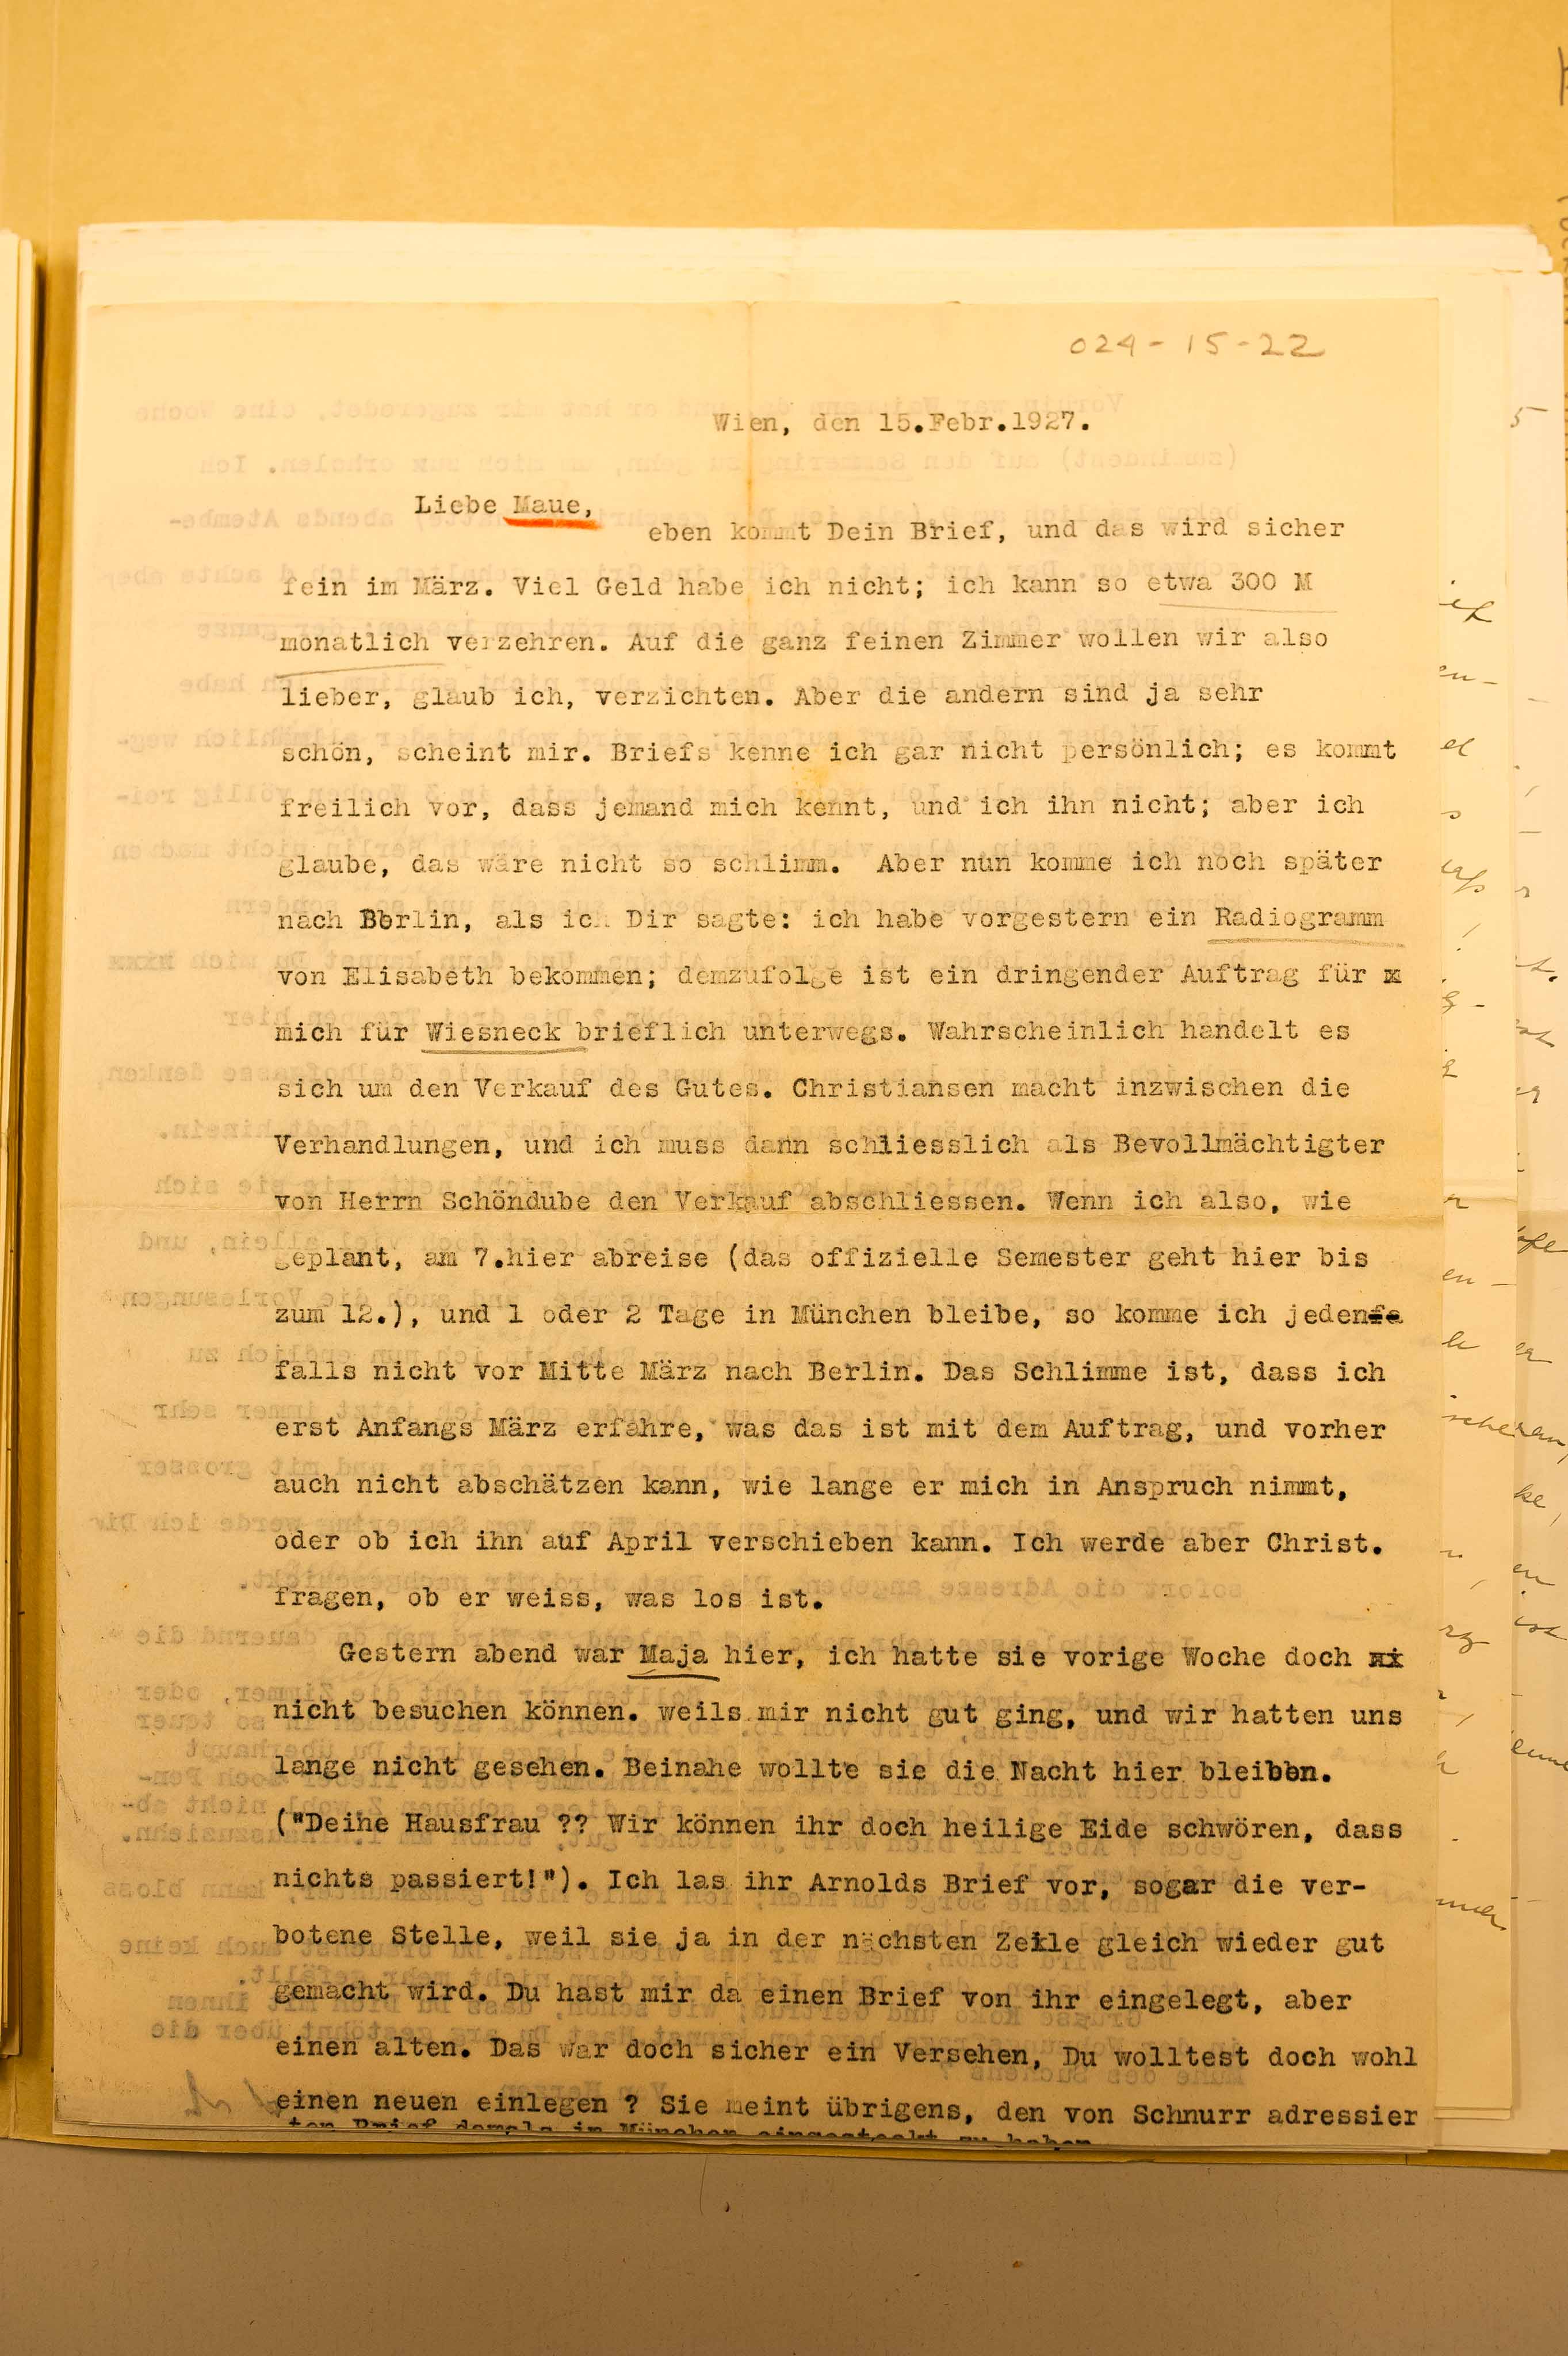 024-15-22
Wien, den 15.Febr.1927.
Liebe Maue,
eben kommt Dein Brief, und das wird sicher
fein im März. Viel Geld habe ich nicht; ich kann so etwa 300 M
monatlich verzehren. Auf die ganz feinen Zimmer wollen wir also
lieber, glaub ich, verzichten. Aber die andern sind ja sehr
schön, scheint mir. Briefs kenne ich gar nicht persönlich; es kommt
freilich vor, dass jemand mich kennt, und ich ihn nicht; aber ich
glaube, das wäre nicht so schlimm. Aber nun komme ich noch später
nach Berlin, als ich Dir sagte: ich habe vorgestern ein Radiogramm
von Elisabeth bekommen; demzufolge ist ein dringender Auftrag für x
mich für Wiesneck brieflich unterwegs. Wahrscheinlich handelt es
sich um den Verkauf des Gutes. Christiansen macht inzwischen die
Verhandlungen, und ich muss dann schliesslich als Bevollmächtigter
von Herrn Schöndube den Verkauf abschliessen. Wenn ich also, wie
geplant, am 7.hier abreise (das offizielle Semester geht hier bis
zum 12.), und 1 oder 2 Tage in München bleibe, so komme ich jeden
falls nicht vor Mitte März nach Berlin. Das Schlimme ist, dass ich
erst Anfangs März erfahre, was das ist mit dem Auftrag, und vorher
auch nicht abschätzen kann, wie lange er mich in Anspruch nimmt,
oder ob ich ihn auf April verschieben kann. Ich werde aber Christ.
fragen, ob er weiss, was los ist.
Gestern abend war Maja hier, ich hatte sie vorige Woche doch
nicht besuchen können. weils mir nicht gut ging, und wir hatten uns
lange nicht gesehen. Beinahe wollte sie die Nacht hier bleiben.
("Deine Hausfrau ?? Wir können ihr doch heilige Eide schwören, dass
nichts passiert!"). Ich las ihr Arnolds Brief vor, sogar die ver-
botene Stelle, weil sie ja in der nächsten Zeile gleich wieder gut
gemacht wird. Du hast mir da einen Brief von ihr eingelegt, aber
einen alten. Das war doch sicher ein Versehen, Du wolltest doch wohl
einen neuen einlegen ? Sie meint übrigens, den von Schnurr adressier
ten Brief damals in München eingesteckt zu haben